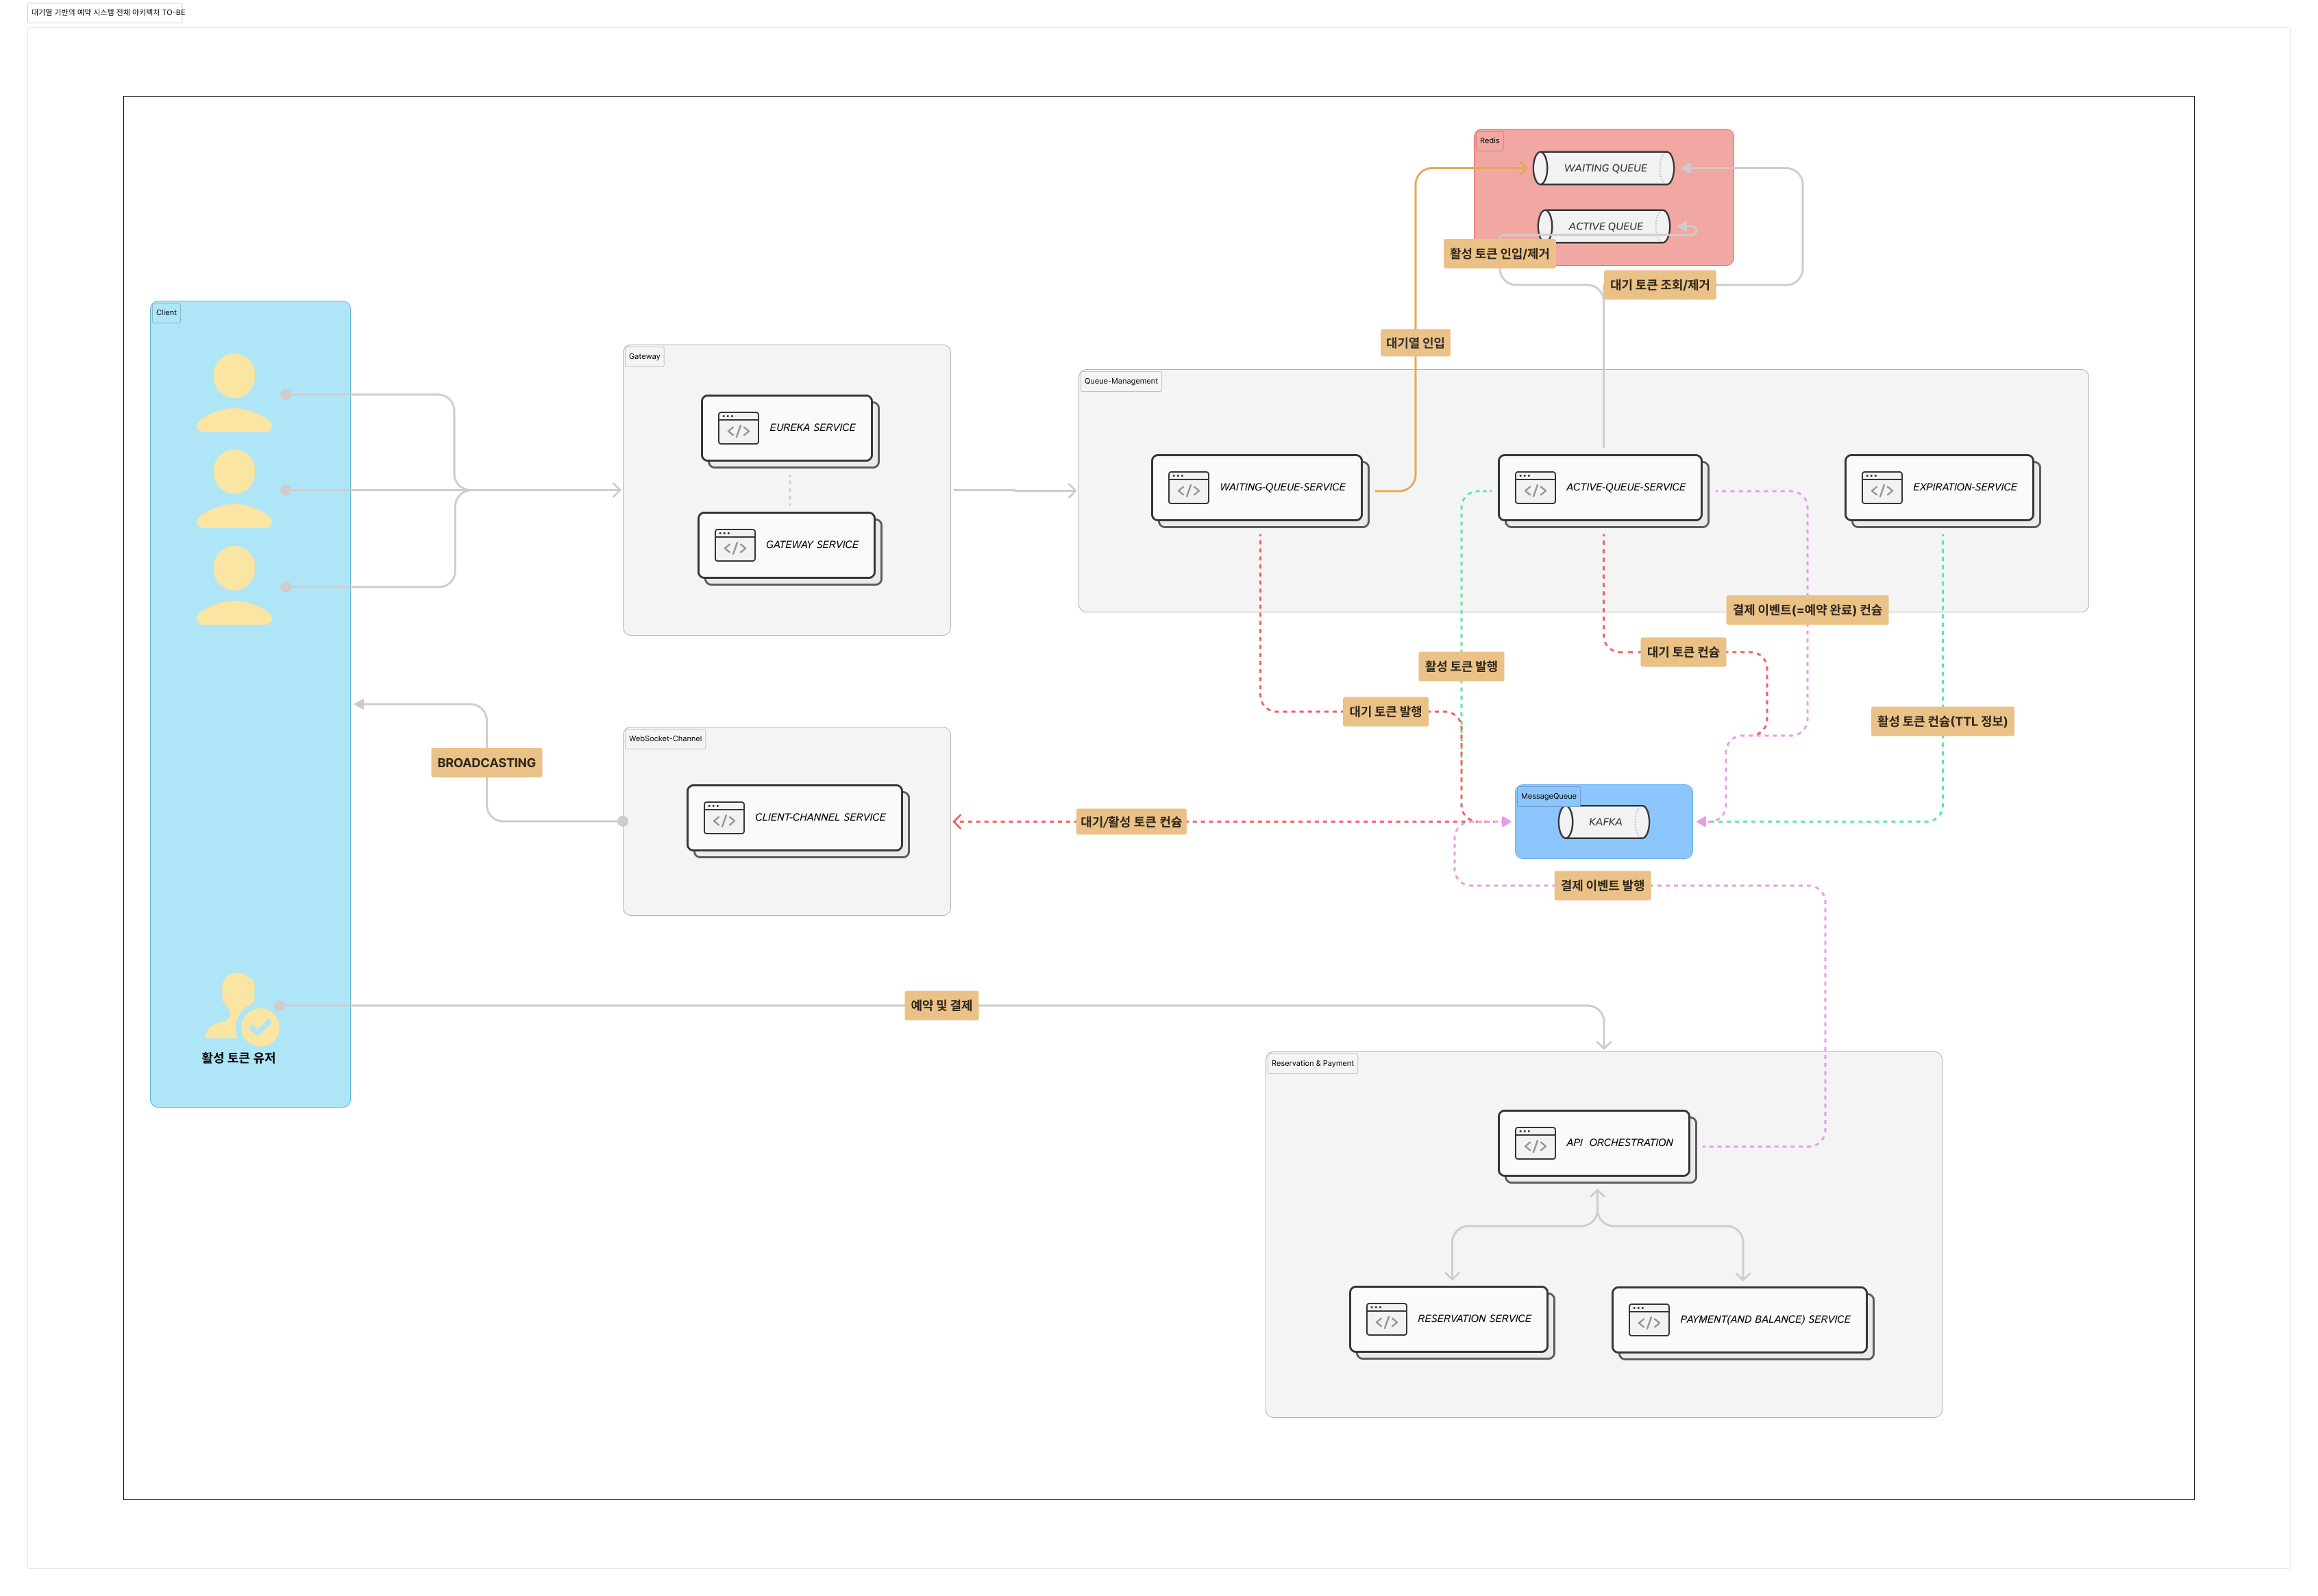 대기열 기반의 예약 시스템 전체 아키텍처 TO-BE
Redis
WAITING QUEUE
ACTIVE QUEUE
활성 토큰 인입/제거
대기 토큰 조회/제거
Client
대기열 인입
Gateway
Queue-Management
EUREKA SERVICE
WAITING-QUEUE-SERVICE
ACTIVE-QUEUE-SERVICE
EXPIRATION-SERVICE
GATEWAY SERVICE
결제 이벤트(=예약 완료) 컨슘
대기 토큰 컨슘
활성 토큰 발행
대기 토큰 발행
활성 토큰 컨슘(TTL 정보)
WebSocket-Channel
BROADCASTING
MessageQueue
CLIENT-CHANNEL SERVICE
대기/활성 토큰 컨슘
KAFKA
결제 이벤트 발행
예약 및 결제
활성 토큰 유저
Reservation & Payment
API ORCHESTRATION
RESERVATION SERVICE
PAYMENT(AND BALANCE) SERVICE